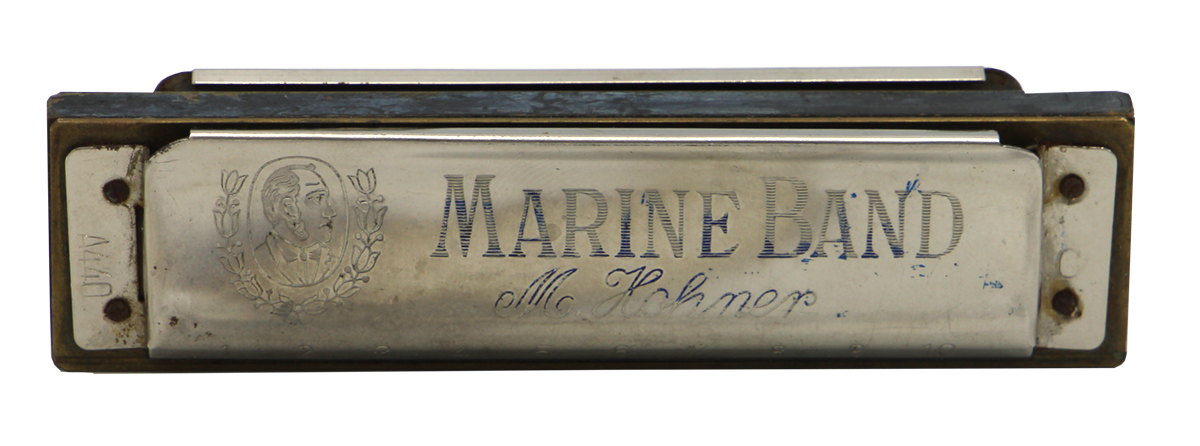 MARINE BAND
M. Hohner
C